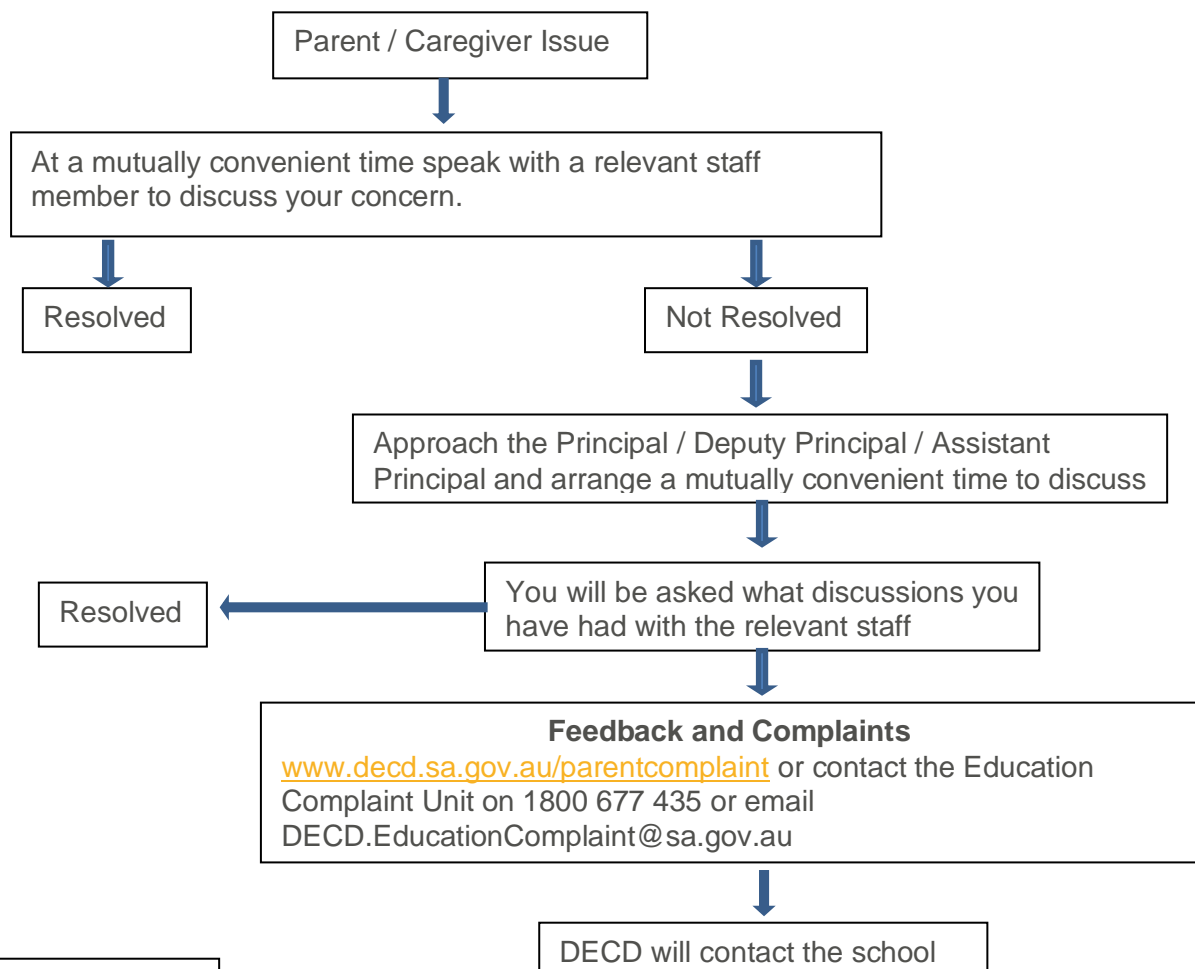 Parent / Caregiver Issue
At a mutually convenient time speak with a relevant staff
member to discuss your concern.
Resolved
Not Resolved
Approach the Principal / Deputy Principal / Assistant
Principal and arrange a mutually convenient time to discuss
Resolved
You will be asked what discussions you
have had with the relevant staff
Feedback and Complaints
www.decd.sa.gov.au/parentcomplaint or contact the Education
Complaint Unit on 1800 677 435 or email
DECD.EducationComplaint@sa.gov.au
DECD will contact the school